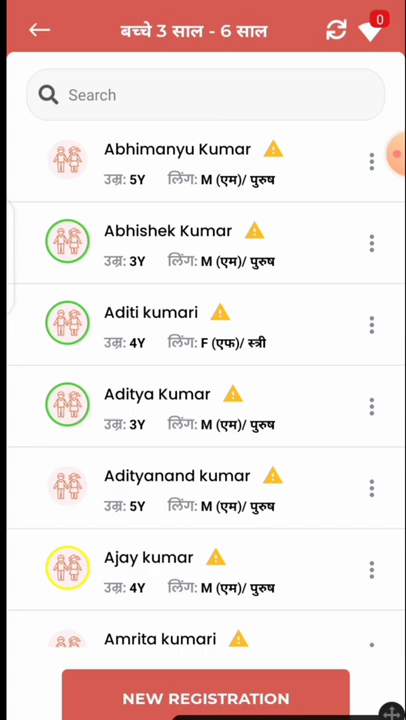 बच्चे 3 साल - 6 साल
0
Search
Abhimanyu Kumar
उम्र: 5Y लिंग: M (एम)/ पुरुष
Abhishek Kumar
उम्र: 3Y लिंग: M (एम)/ पुरुष
Aditi kumari
उम्र: 4Y लिंग: F (एफ)/ स्त्री
Aditya Kumar
उम्र: 3Y लिंग: M (एम)/ पुरुष
Adityanand kumar
उम्र: 5Y लिंग: M (एम)/ पुरुष
Ajay kumar
उम्र: 4Y लिंग: M (एम)/ पुरुष
Amrita kumari
NEW REGISTRATION